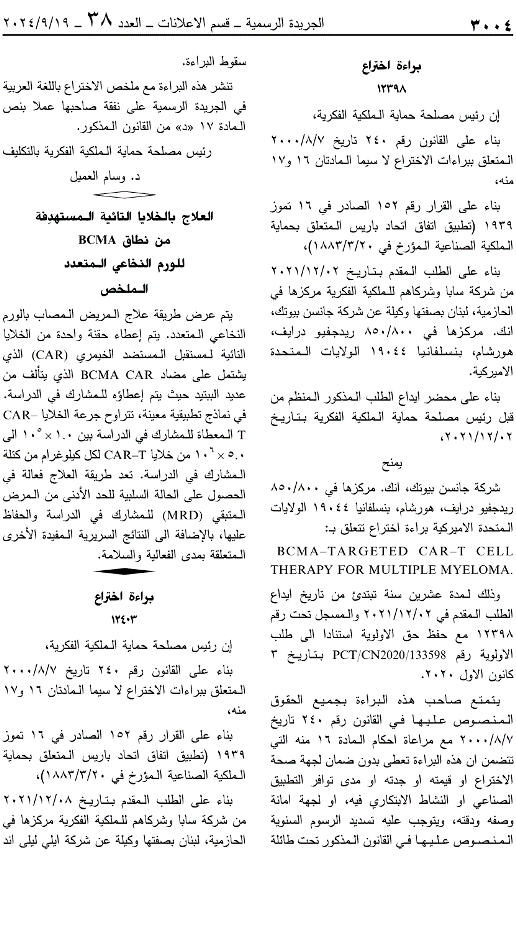 ٣٠٠٤
الجريدة الرسمية ــ قسم الاعلانات ــ العدد ٣٨ ــ ٢٠٢٤/٩/١٩
براءة اختراع
١٢٣٩٨
إن رئيس مصلحة حماية الملكية الفكرية،
بناء على القانون رقم ٢٤٠ تاريخ ٢٠٠٠/٨/٧
المتعلق ببراءات الاختراع لا سيما المادتان ١٦ و١٧
منه،
بناء على القرار رقم ١٥٢ الصادر في ١٦ تموز
١٩٣٩ (تطبيق اتفاق اتحاد باريس المتعلق بحماية
الملكية الصناعية المؤرخ في ١٨٨٣/٣/٢٠)،
بناء على الطلب المقدم بتاريخ ٢٠٢١/١٢/٠٢
من شركة سابا وشركاهم للملكية الفكرية مركزها في
الحازمية، لبنان بصفتها وكيلة عن شركة جانسن بيوتك،
انك. مركزها في ٨٥٠/٨٠٠ ريدجفيو درايف،
هورشام، بنسلفانيا ١٩٠٤٤ الولايات المتحدة
الاميركية.
بناء على محضر ايداع الطلب المذكور المنظم من
قبل رئيس مصلحة حماية الملكية الفكرية بتاريخ
٢٠٢١/١٢/٠٢،
يمنح
شركة جانسن بيوتك، انك. مركزها في ٨٥٠/٨٠٠
ريدجفيو درايف، هورشام، بنسلفانيا ١٩٠٤٤ الولايات
المتحدة الاميركية براءة اختراع تتعلق بـ:
BCMA–TARGETED CAR–T CELL
THERAPY FOR MULTIPLE MYELOMA.
وذلك لمدة عشرين سنة تبتدئ من تاريخ ايداع
الطلب المقدم في ٢٠٢١/١٢/٠٢ والمسجل تحت رقم
١٢٣٩٨ مع حفظ حق الاولوية استنادا الى طلب
الاولوية رقم PCT/CN2020/133598 بتاريخ ٣
كانون الاول ٢٠٢٠.
يتمتع صاحب هذه البراءة بجميع الحقوق
المنصوص عليها في القانون رقم ٢٤٠ تاريخ
٢٠٠٠/٨/٧ مع مراعاة احكام المادة ١٦ منه التي
تتضمن ان هذه البراءة تعطى بدون ضمان لجهة صحة
الاختراع او قيمته او جدته او مدى توافر التطبيق
الصناعي او النشاط الابتكاري فيه، او لجهة امانة
وصفه ودقته، ويتوجب عليه تسديد الرسوم السنوية
المنصوص عليها في القانون المذكور تحت طائلة
سقوط البراءة.
تنشر هذه البراءة مع ملخص الاختراع باللغة العربية
في الجريدة الرسمية على نفقة صاحبها عملا بنص
المادة ١٧ «د» من القانون المذكور.
رئيس مصلحة حماية الملكية الفكرية بالتكليف
د. وسام العميل
العلاج بالخلايا التائية المستهدِفة
من نطاق BCMA
للورم النخاعي المتعدد
الملخص
يتم عرض طريقة علاج المريض المصاب بالورم
النخاعي المتعدد. يتم إعطاء حقنة واحدة من الخلايا
التائية لمستقبل المستضد الخيمري (CAR) الذي
يشتمل على مضاد BCMA CAR الذي يتألف من
عديد الببتيد حيث يتم إعطاؤه للمشارك في الدراسة.
في نماذج تطبيقية معينة، تتراوح جرعة الخلايا CAR–
T المعطاة للمشارك في الدراسة بين ١.٠ × ١٠⁵ الى
٥.٠ × ١٠⁶ من خلايا CAR–T لكل كيلوغرام من كتلة
المشارك في الدراسة. تعد طريقة العلاج فعالة في
الحصول على الحالة السلبية للحد الأدنى من المرض
المتبقي (MRD) للمشارك في الدراسة والحفاظ
عليها، بالإضافة الى النتائج السريرية المفيدة الأخرى
المتعلقة بمدى الفعالية والسلامة.
براءة اختراع
١٢٤٠٣
إن رئيس مصلحة حماية الملكية الفكرية،
بناء على القانون رقم ٢٤٠ تاريخ ٢٠٠٠/٨/٧
المتعلق ببراءات الاختراع لا سيما المادتان ١٦ و١٧
منه،
بناء على القرار رقم ١٥٢ الصادر في ١٦ تموز
١٩٣٩ (تطبيق اتفاق اتحاد باريس المتعلق بحماية
الملكية الصناعية المؤرخ في ١٨٨٣/٣/٢٠)،
بناء على الطلب المقدم بتاريخ ٢٠٢١/١٢/٠٨
من شركة سابا وشركاهم للملكية الفكرية مركزها في
الحازمية، لبنان بصفتها وكيلة عن شركة ايلي ليلى اند